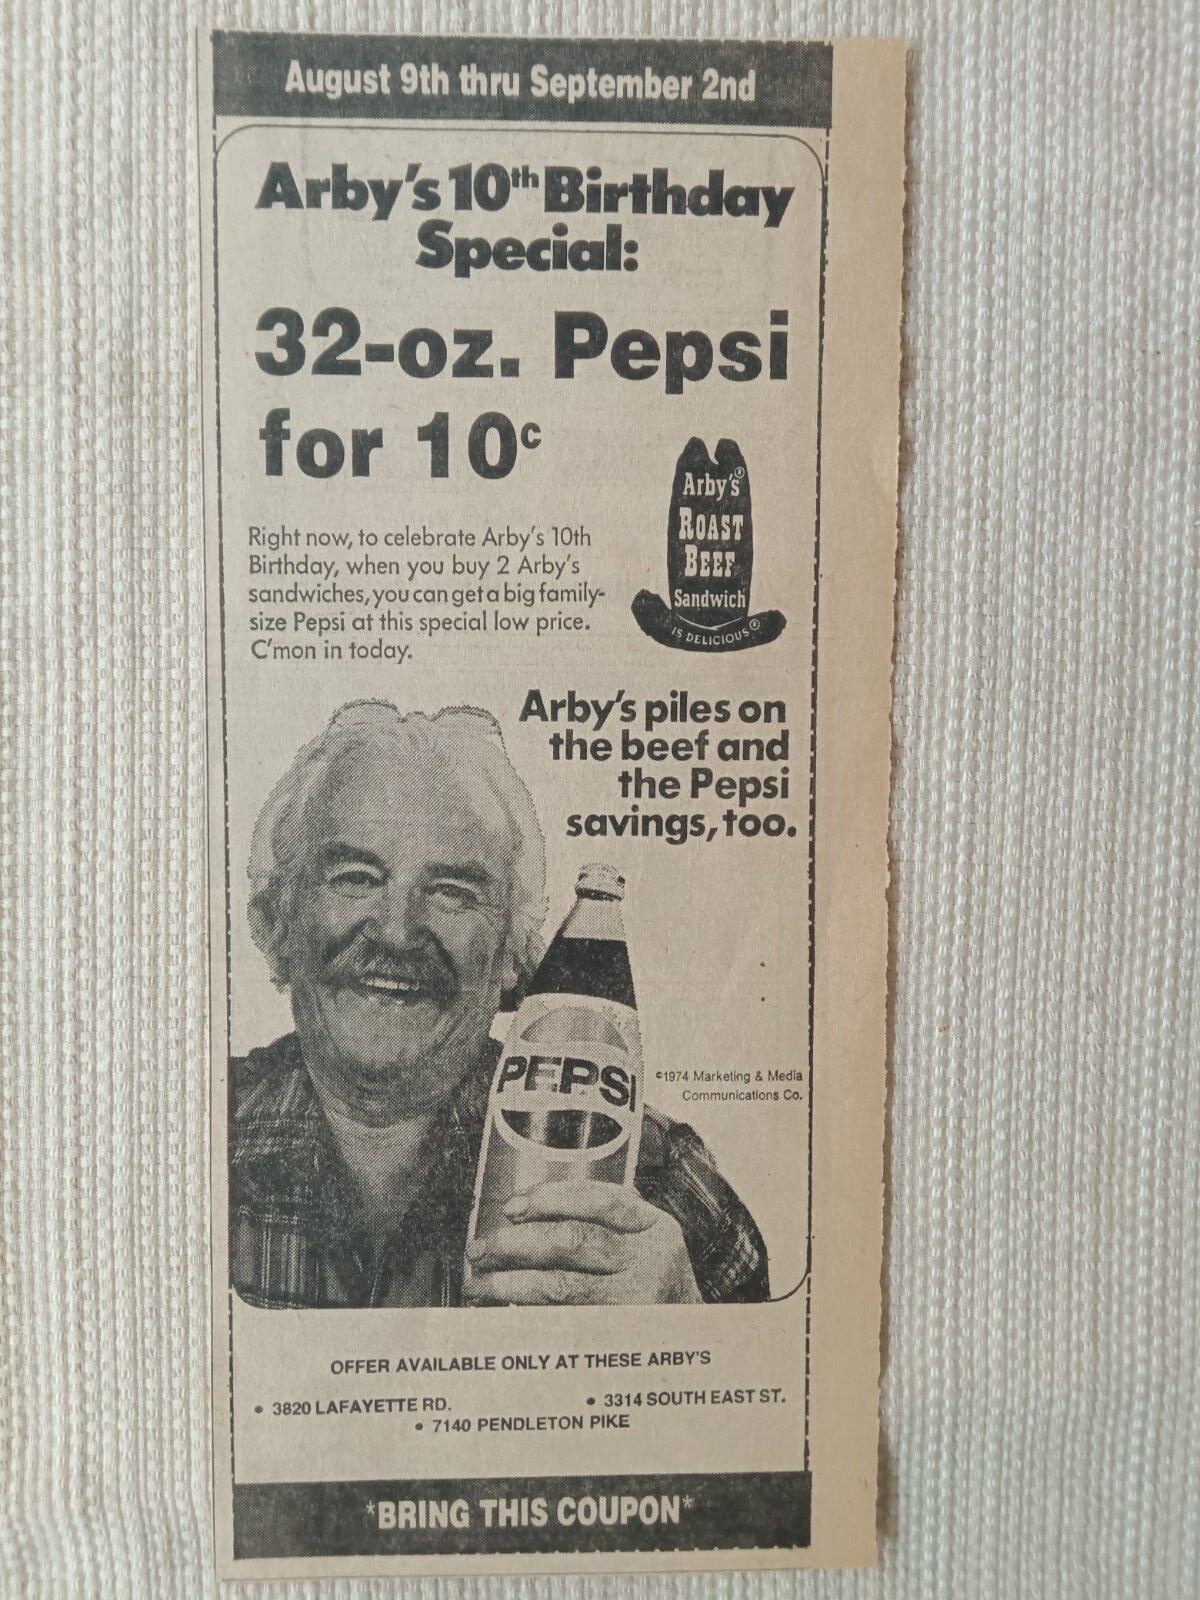 August 9th thru September 2nd
Arby's 10th Birthday
Special:
32-oz. Pepsi
for 10c
Right now, to celebrate Arby's 10th
Birthday, when you buy 2 Arby's
sandwiches, you can get a big family-
size Pepsi at this special low price.
C'mon in today.
Arby's®
ROAST
BEEF
Sandwich
IS DELICIOUS®
Arby's piles on
the beef and
the Pepsi
savings, too.
PEPSI
©1974 Marketing & Media
Communications Co.
OFFER AVAILABLE ONLY AT THESE ARBY'S
• 3820 LAFAYETTE RD.
• 3314 SOUTH EAST ST.
• 7140 PENDLETON PIKE
*BRING THIS COUPON*